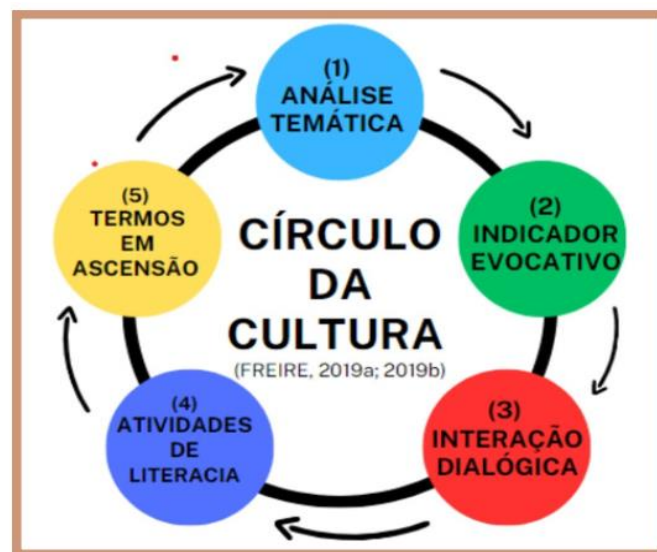 (1)
ANÁLISE
TEMÁTICA
(2)
INDICADOR
EVOCATIVO
(3)
INTERAÇÃO
DIALÓGICA
(4)
ATIVIDADES
DE
LITERACIA
(5)
TERMOS
EM
ASCENSÃO
CÍRCULO
DA
CULTURA
(FREIRE, 2019a; 2019b)